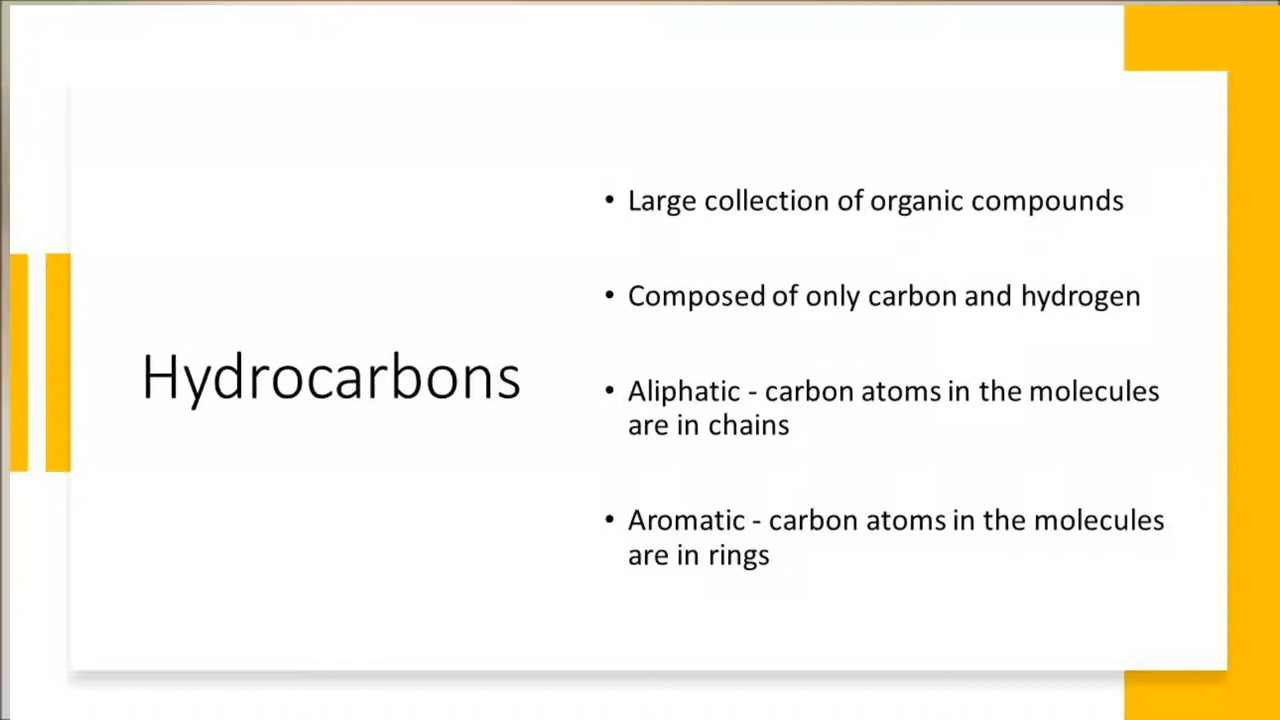 Hydrocarbons
• Large collection of organic compounds
• Composed of only carbon and hydrogen
• Aliphatic - carbon atoms in the molecules
are in chains
• Aromatic - carbon atoms in the molecules
are in rings